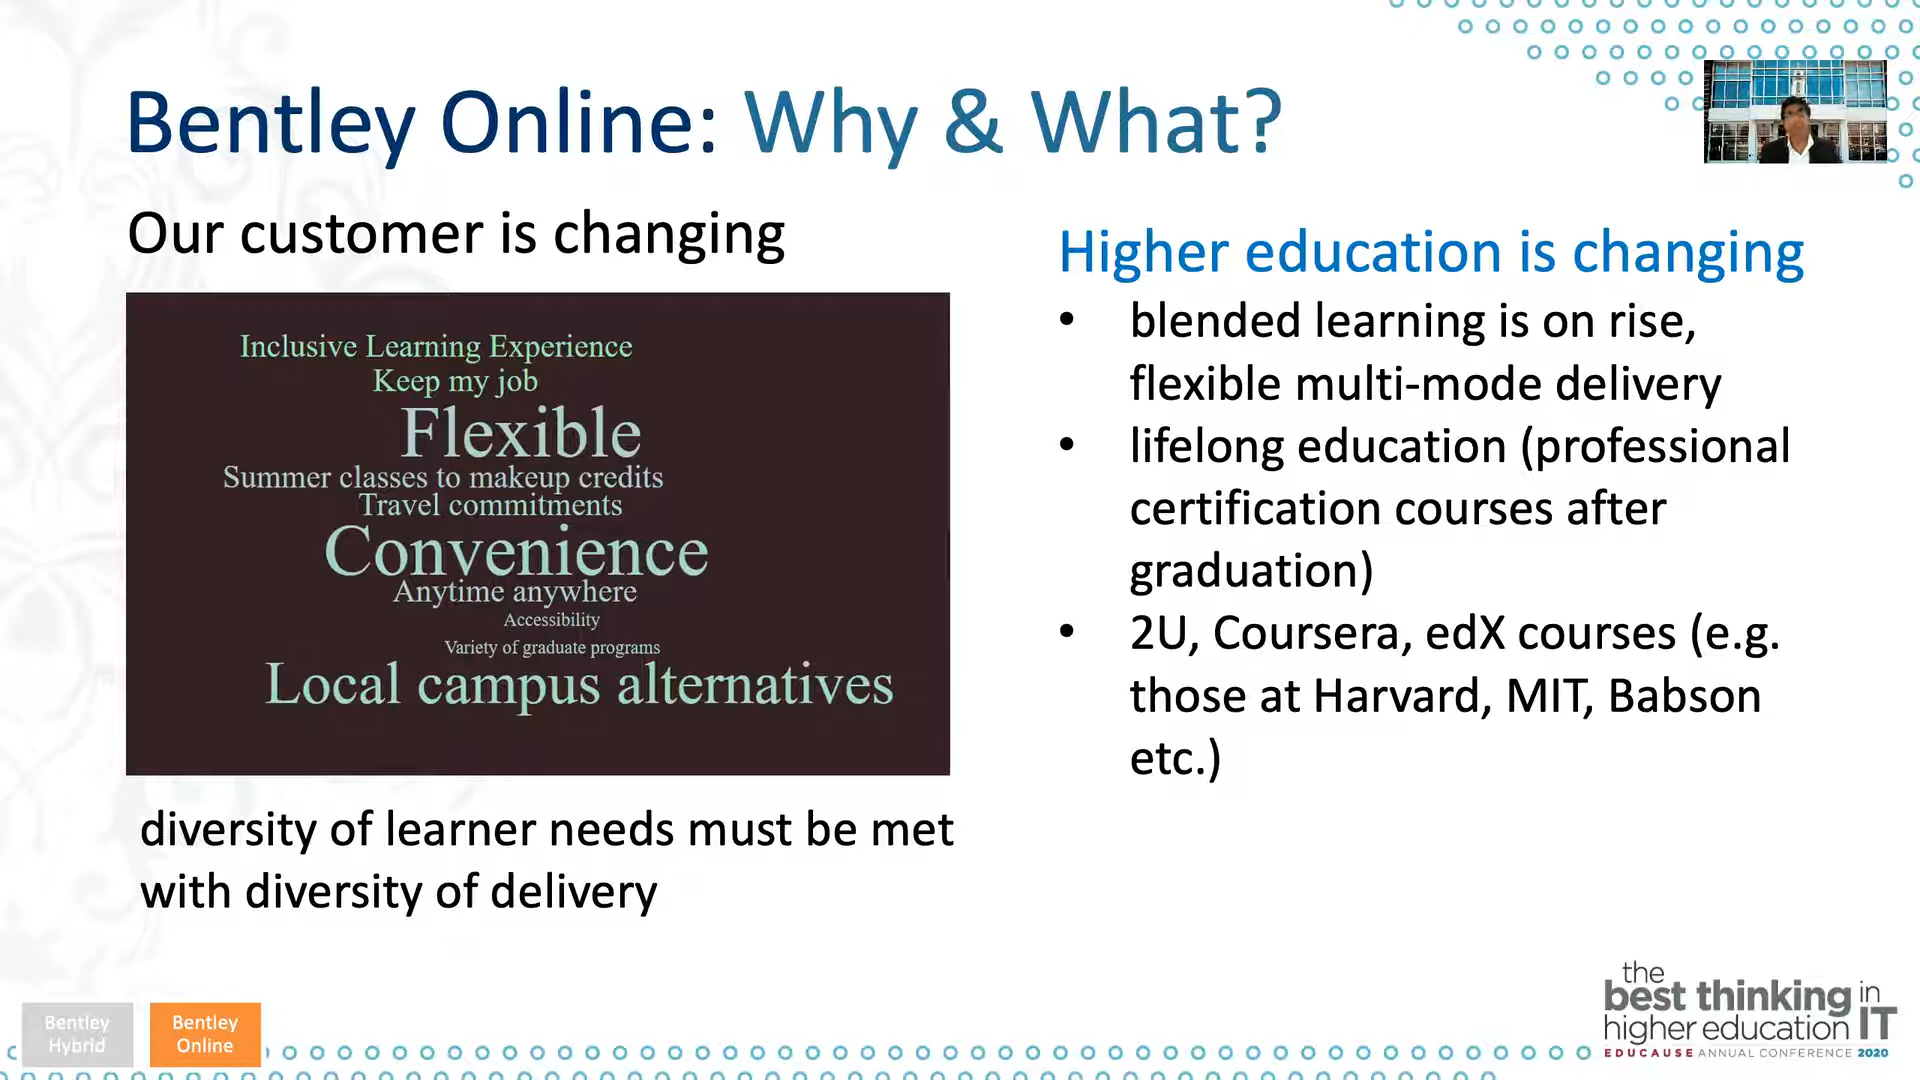 Bentley Online: Why & What?
Our customer is changing
Inclusive Learning Experience
Keep my job
Flexible
Summer classes to makeup credits
Travel commitments
Convenience
Anytime anywhere
Accessibility
Variety of graduate programs
Local campus alternatives
diversity of learner needs must be met
with diversity of delivery
Higher education is changing
• blended learning is on rise,
flexible multi-mode delivery
• lifelong education (professional
certification courses after
graduation)
• 2U, Coursera, edX courses (e.g.
those at Harvard, MIT, Babson
etc.)
Bentley
Hybrid
Bentley
Online
the
best thinking in
higher education IT
EDUCAUSE ANNUAL CONFERENCE 2020